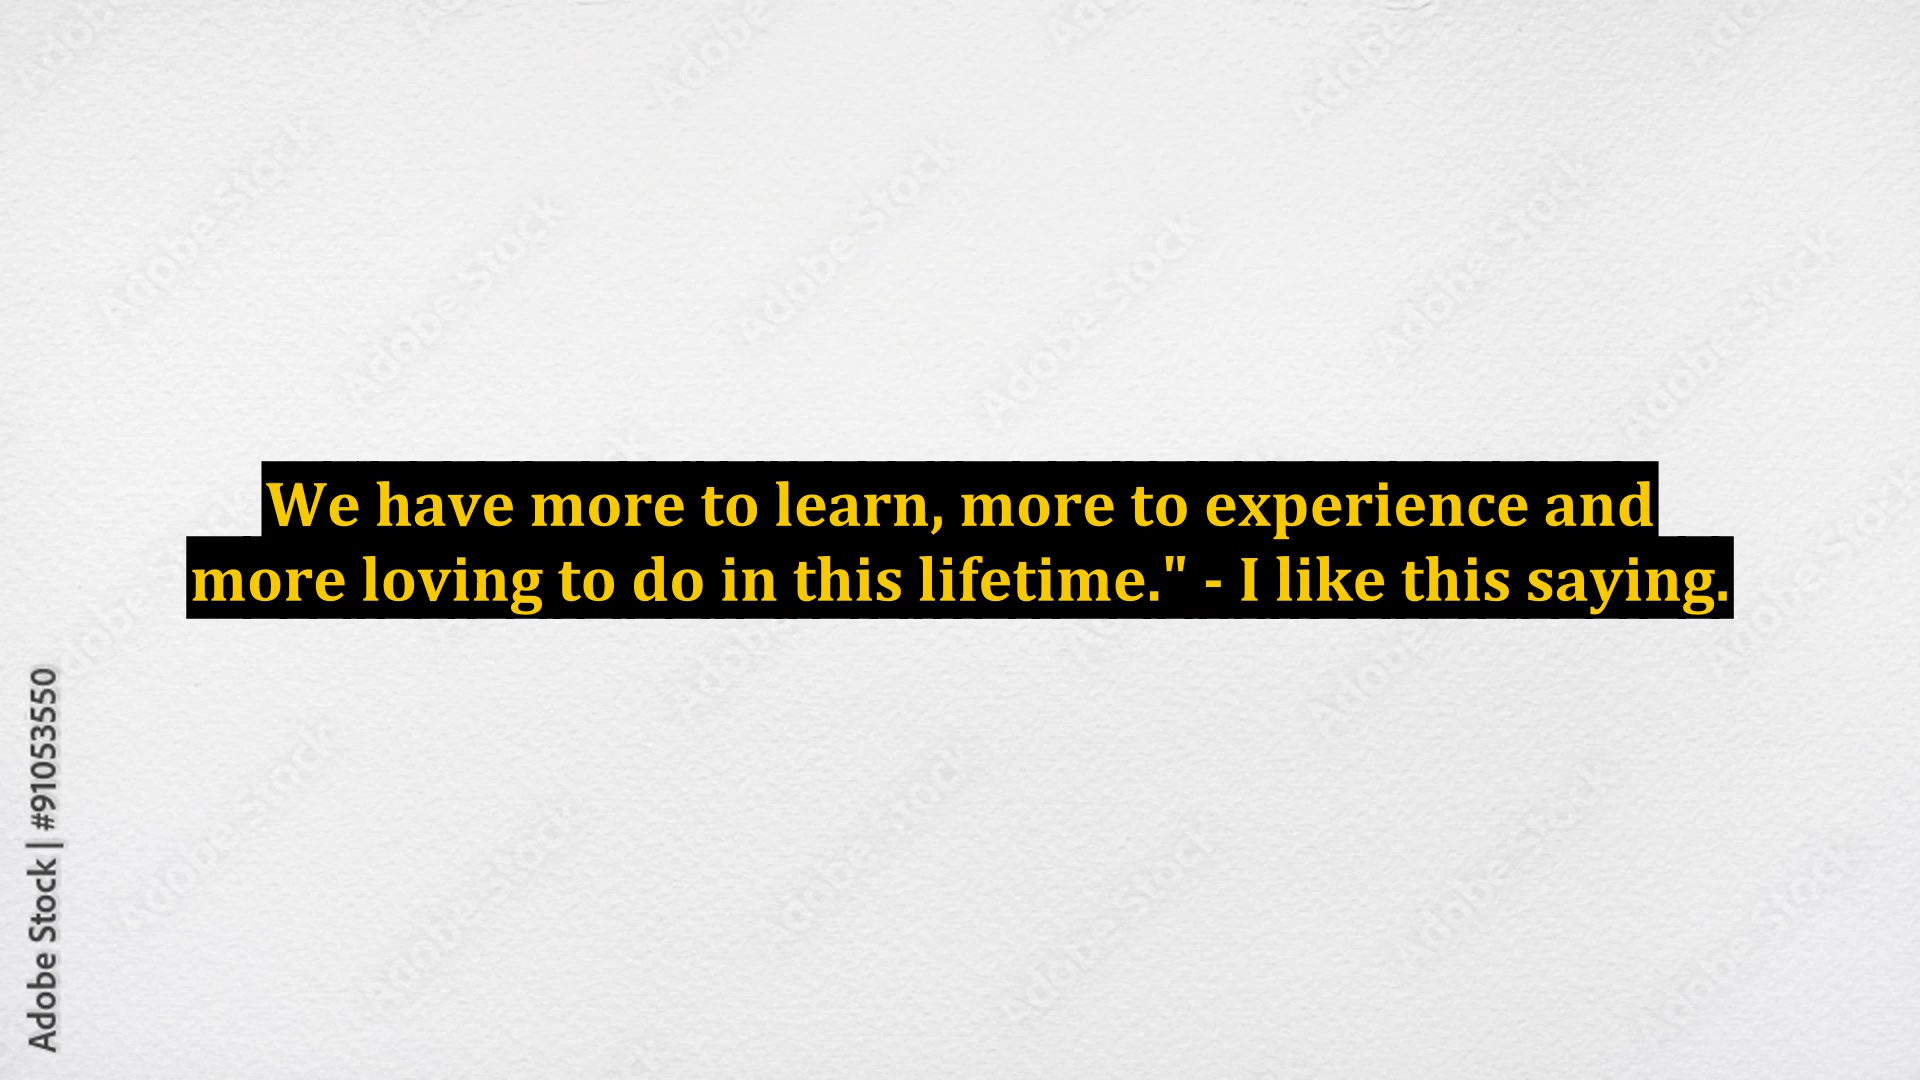 We have more to learn, more to experience and
more loving to do in this lifetime." - I like this saying.
Adobe Stock | #910535550